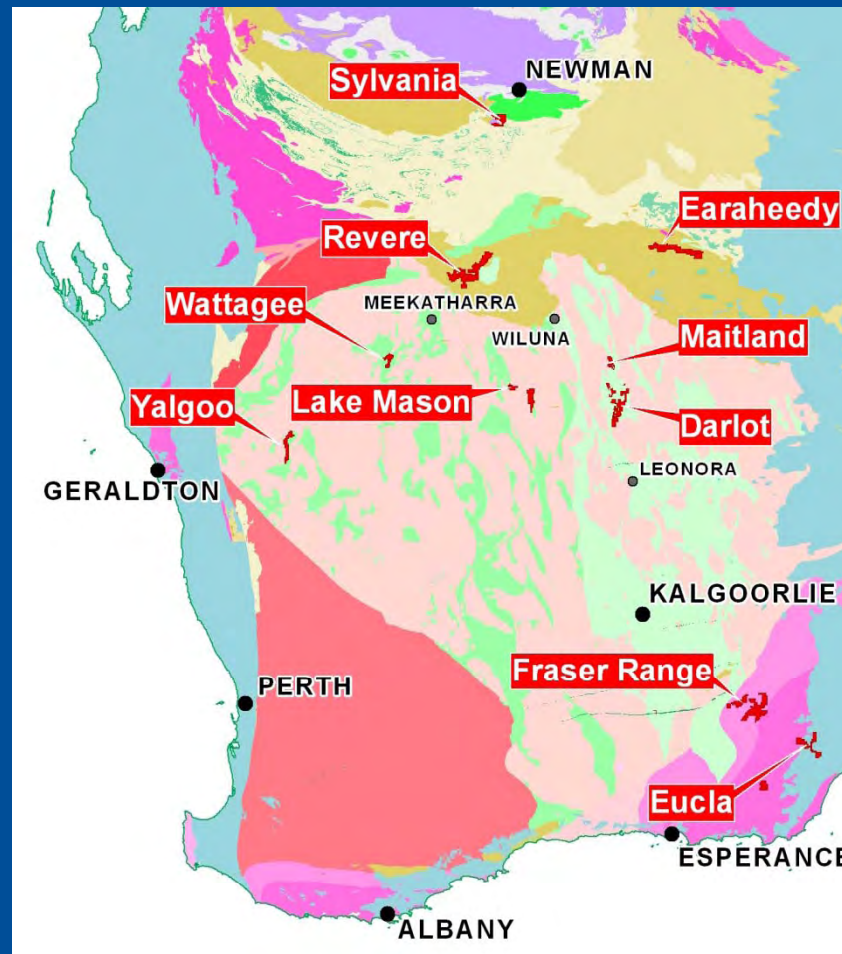 NEWMAN
Sylvania
Earaheedy
Revere
MEEKATHARRA
Wattagee
WILUNA
Maitland
Lake Mason
Yalgoo
Darlot
LEONORA
GERALDTON
KALGOORLIE
Fraser Range
PERTH
Eucla
ESPERANCE
ALBANY